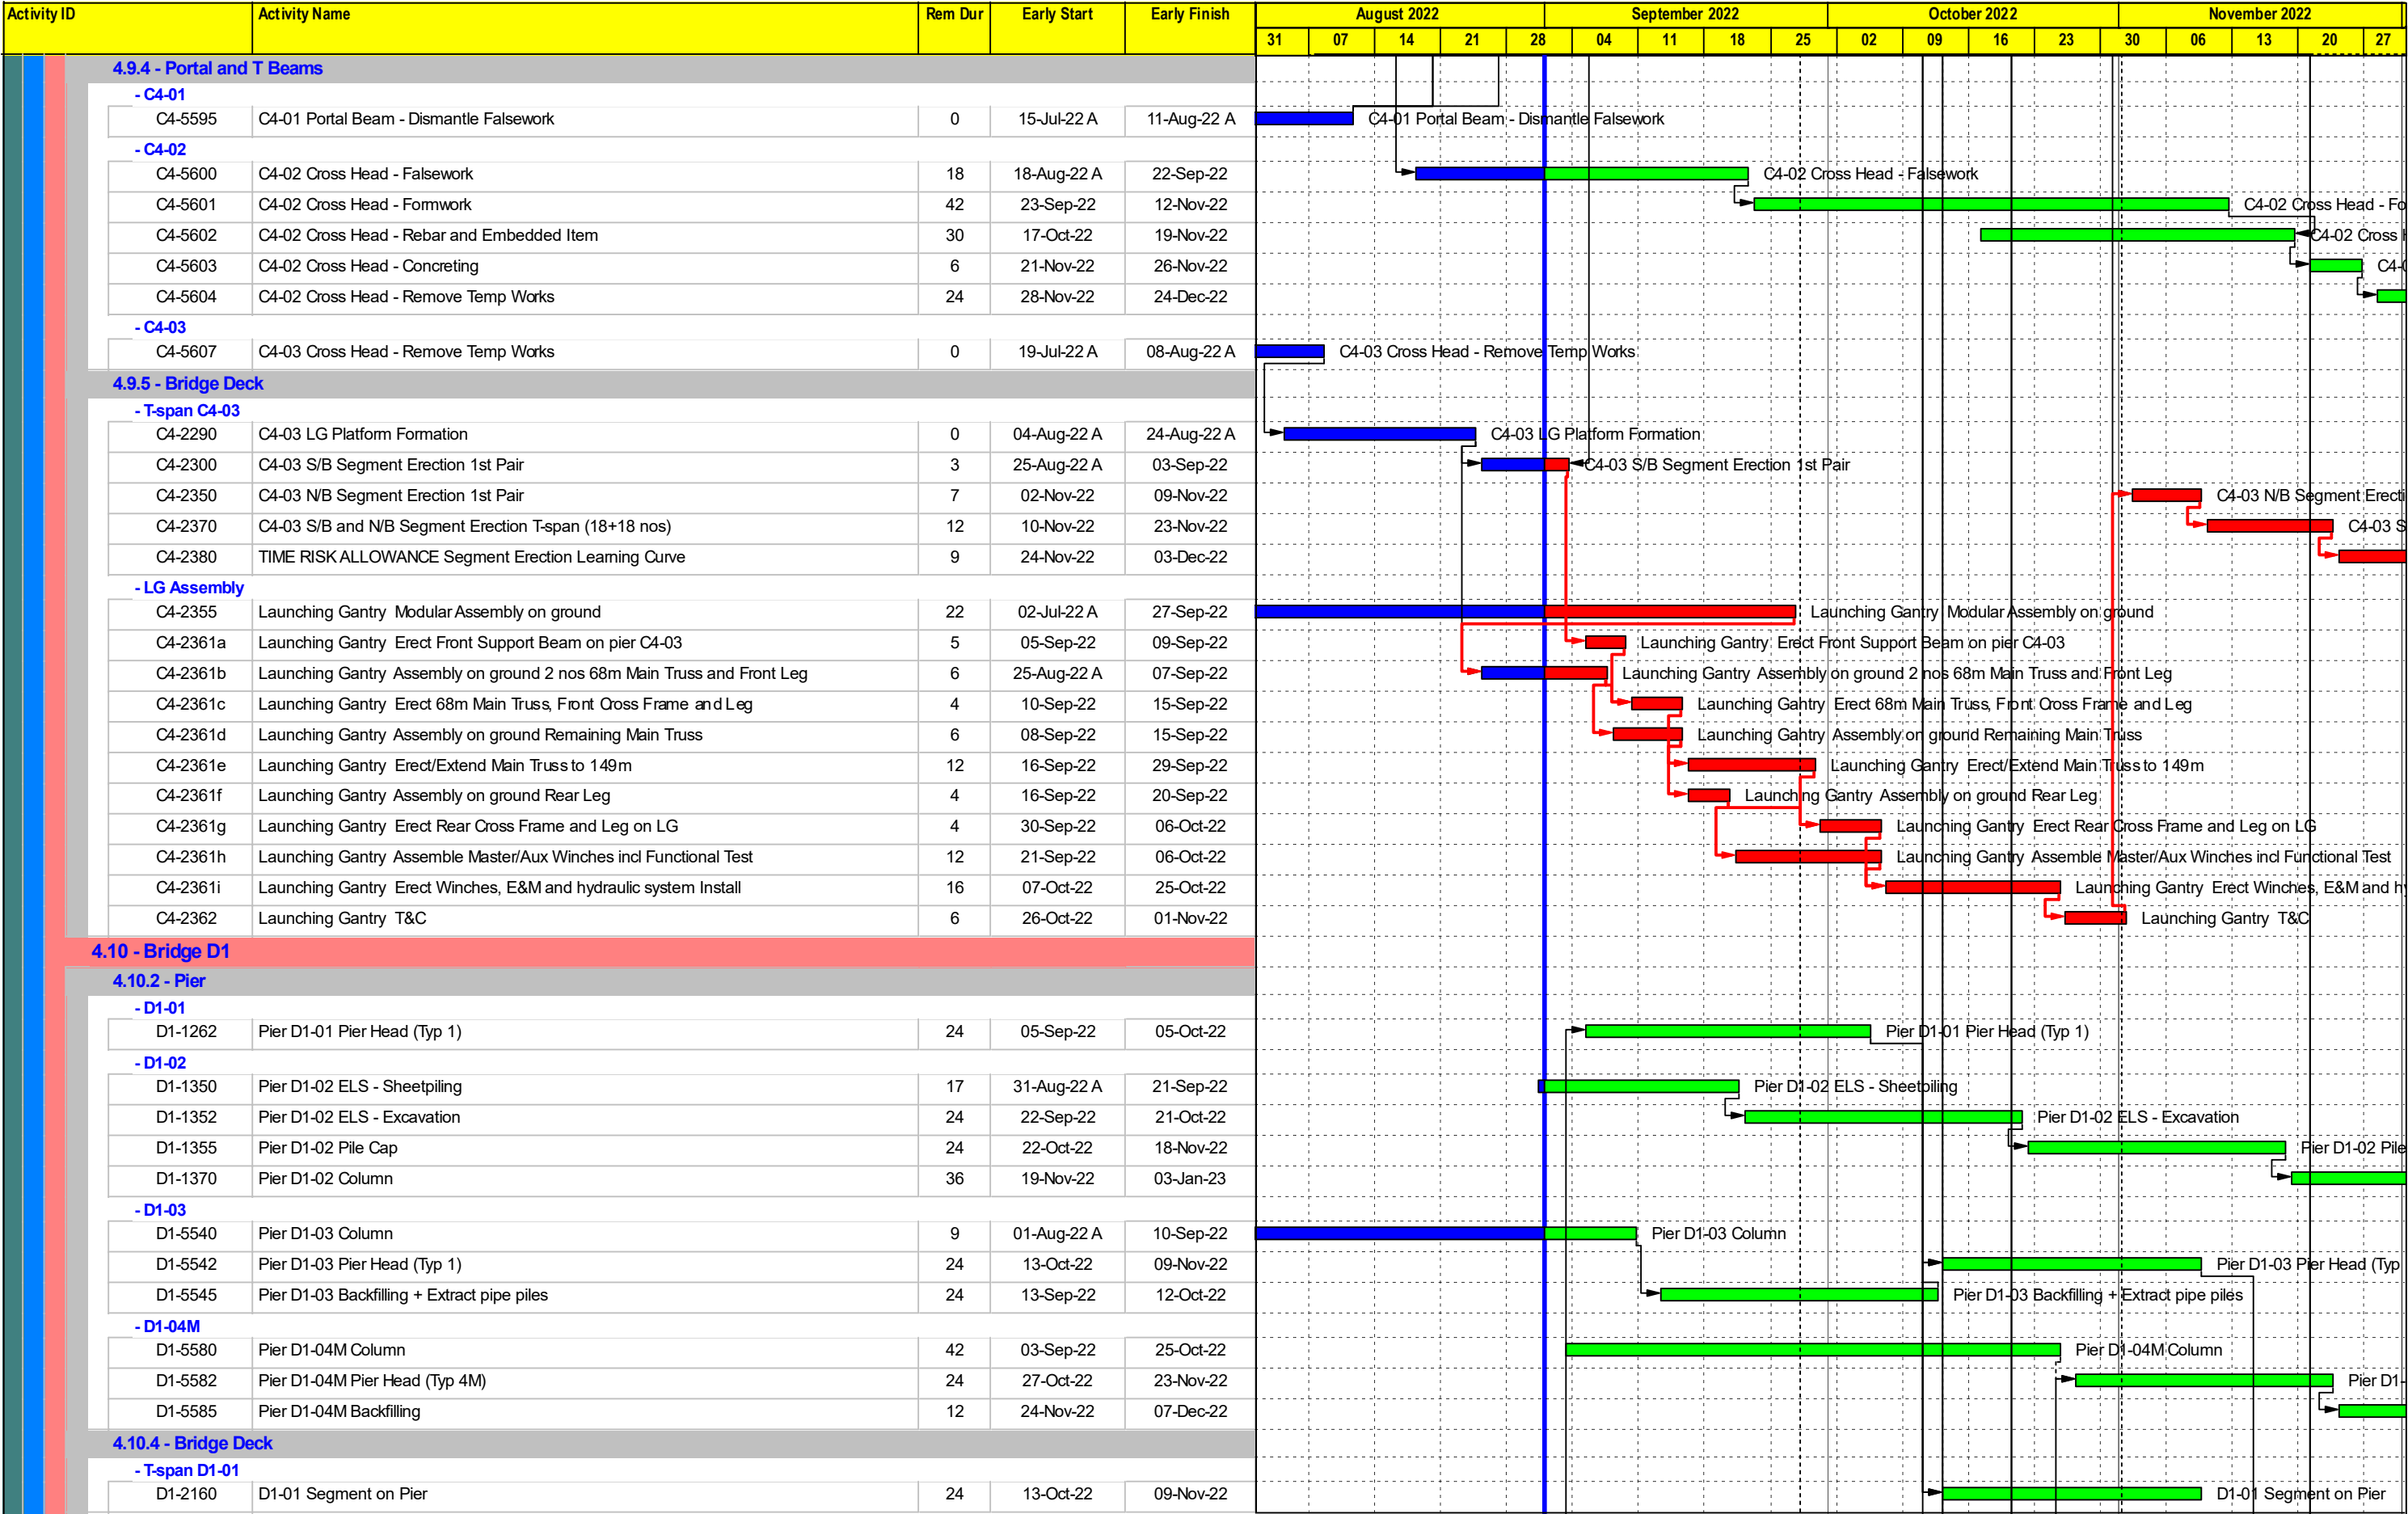 Activity ID Activity Name Rem Dur Early Start Early Finish August 2022 September 2022 October 2022 November 2022
31 07 14 21 28 04 11 18 25 02 09 16 23 30 06 13 20 27
4.9.4 - Portal and T Beams
- C4-01
C4-5595 C4-01 Portal Beam - Dismantle Falsework 0 15-Jul-22 A 11-Aug-22 A C4-01 Portal Beam - Dismantle Falsework
- C4-02
C4-5600 C4-02 Cross Head - Falsework 18 18-Aug-22 A 22-Sep-22 C4-02 Cross Head - Falsework
C4-5601 C4-02 Cross Head - Formwork 42 23-Sep-22 12-Nov-22 C4-02 Cross Head - Fo
C4-5602 C4-02 Cross Head - Rebar and Embedded Item 30 17-Oct-22 19-Nov-22 C4-02 Cross H
C4-5603 C4-02 Cross Head - Concreting 6 21-Nov-22 26-Nov-22 C4-0
C4-5604 C4-02 Cross Head - Remove Temp Works 24 28-Nov-22 24-Dec-22
- C4-03
C4-5607 C4-03 Cross Head - Remove Temp Works 0 19-Jul-22 A 08-Aug-22 A C4-03 Cross Head - Remove Temp Works
4.9.5 - Bridge Deck
- T-span C4-03
C4-2290 C4-03 LG Platform Formation 0 04-Aug-22 A 24-Aug-22 A C4-03 LG Platform Formation
C4-2300 C4-03 S/B Segment Erection 1st Pair 3 25-Aug-22 A 03-Sep-22 C4-03 S/B Segment Erection 1st Pair
C4-2350 C4-03 N/B Segment Erection 1st Pair 7 02-Nov-22 09-Nov-22 C4-03 N/B Segment Erecti
C4-2370 C4-03 S/B and N/B Segment Erection T-span (18+18 nos) 12 10-Nov-22 23-Nov-22 C4-03 S
C4-2380 TIME RISK ALLOWANCE Segment Erection Learning Curve 9 24-Nov-22 03-Dec-22
- LG Assembly
C4-2355 Launching Gantry Modular Assembly on ground 22 02-Jul-22 A 27-Sep-22 Launching Gantry Modular Assembly on ground
C4-2361a Launching Gantry Erect Front Support Beam on pier C4-03 5 05-Sep-22 09-Sep-22 Launching Gantry Erect Front Support Beam on pier C4-03
C4-2361b Launching Gantry Assembly on ground 2 nos 68m Main Truss and Front Leg 6 25-Aug-22 A 07-Sep-22 Launching Gantry Assembly on ground 2 nos 68m Main Truss and Front Leg
C4-2361c Launching Gantry Erect 68m Main Truss, Front Cross Frame and Leg 4 10-Sep-22 15-Sep-22 Launching Gantry Erect 68m Main Truss, Front Cross Frame and Leg
C4-2361d Launching Gantry Assembly on ground Remaining Main Truss 6 08-Sep-22 15-Sep-22 Launching Gantry Assembly on ground Remaining Main Truss
C4-2361e Launching Gantry Erect/Extend Main Truss to 149m 12 16-Sep-22 29-Sep-22 Launching Gantry Erect/Extend Main Truss to 149m
C4-2361f Launching Gantry Assembly on ground Rear Leg 4 16-Sep-22 20-Sep-22 Launching Gantry Assembly on ground Rear Leg
C4-2361g Launching Gantry Erect Rear Cross Frame and Leg on LG 4 30-Sep-22 06-Oct-22 Launching Gantry Erect Rear Cross Frame and Leg on LG
C4-2361h Launching Gantry Assemble Master/Aux Winches incl Functional Test 12 21-Sep-22 06-Oct-22 Launching Gantry Assemble Master/Aux Winches incl Functional Test
C4-2361i Launching Gantry Erect Winches, E&M and hydraulic system Install 16 07-Oct-22 25-Oct-22 Launching Gantry Erect Winches, E&M and hy
C4-2362 Launching Gantry T&C 6 26-Oct-22 01-Nov-22 Launching Gantry T&C
4.10 - Bridge D1
4.10.2 - Pier
- D1-01
D1-1262 Pier D1-01 Pier Head (Typ 1) 24 05-Sep-22 05-Oct-22 Pier D1-01 Pier Head (Typ 1)
- D1-02
D1-1350 Pier D1-02 ELS - Sheetpiling 17 31-Aug-22 A 21-Sep-22 Pier D1-02 ELS - Sheetpiling
D1-1352 Pier D1-02 ELS - Excavation 24 22-Sep-22 21-Oct-22 Pier D1-02 ELS - Excavation
D1-1355 Pier D1-02 Pile Cap 24 22-Oct-22 18-Nov-22 Pier D1-02 Pile
D1-1370 Pier D1-02 Column 36 19-Nov-22 03-Jan-23
- D1-03
D1-5540 Pier D1-03 Column 9 01-Aug-22 A 10-Sep-22 Pier D1-03 Column
D1-5542 Pier D1-03 Pier Head (Typ 1) 24 13-Oct-22 09-Nov-22 Pier D1-03 Pier Head (Typ
D1-5545 Pier D1-03 Backfilling + Extract pipe piles 24 13-Sep-22 12-Oct-22 Pier D1-03 Backfilling + Extract pipe piles
- D1-04M
D1-5580 Pier D1-04M Column 42 03-Sep-22 25-Oct-22 Pier D1-04M Column
D1-5582 Pier D1-04M Pier Head (Typ 4M) 24 27-Oct-22 23-Nov-22 Pier D1-
D1-5585 Pier D1-04M Backfilling 12 24-Nov-22 07-Dec-22
4.10.4 - Bridge Deck
- T-span D1-01
D1-2160 D1-01 Segment on Pier 24 13-Oct-22 09-Nov-22 D1-01 Segment on Pier